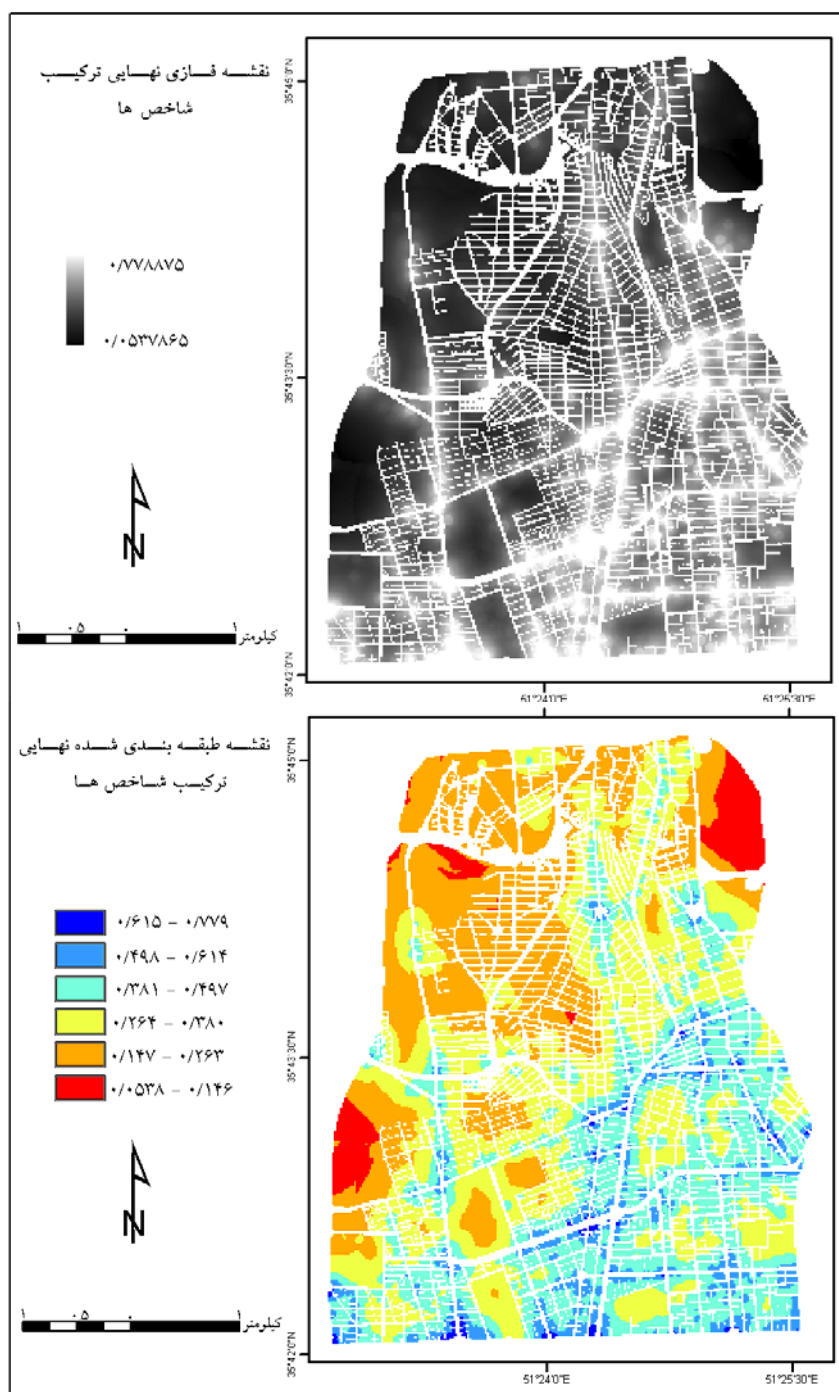 نقشه فازی نهایی ترکیب
شاخص ها
۰/۷۷۸۸۷۵
۰/۰۵۳۷۸۶۵
N
۱ ۰۵ ۰ ۱
کیلومتر
35°45'0"N
35°43'30"N
35°42'0"N
51°24'0"E
51°25'30"E
نقشه طبقه بندی شده نهایی
ترکیب شاخص ها
۰/۶۱۵ - ۰/۷۷۹
۰/۴۹۸ - ۰/۶۱۴
۰/۳۸۱ - ۰/۴۹۷
۰/۲۶۴ - ۰/۳۸۰
۰/۱۴۷ - ۰/۲۶۳
۰/۰۵۳۸ - ۰/۱۴۶
N
۱ ۰۵ ۰ ۱
کیلومتر
35°45'0"N
35°43'30"N
35°42'0"N
51°24'0"E
51°25'30"E